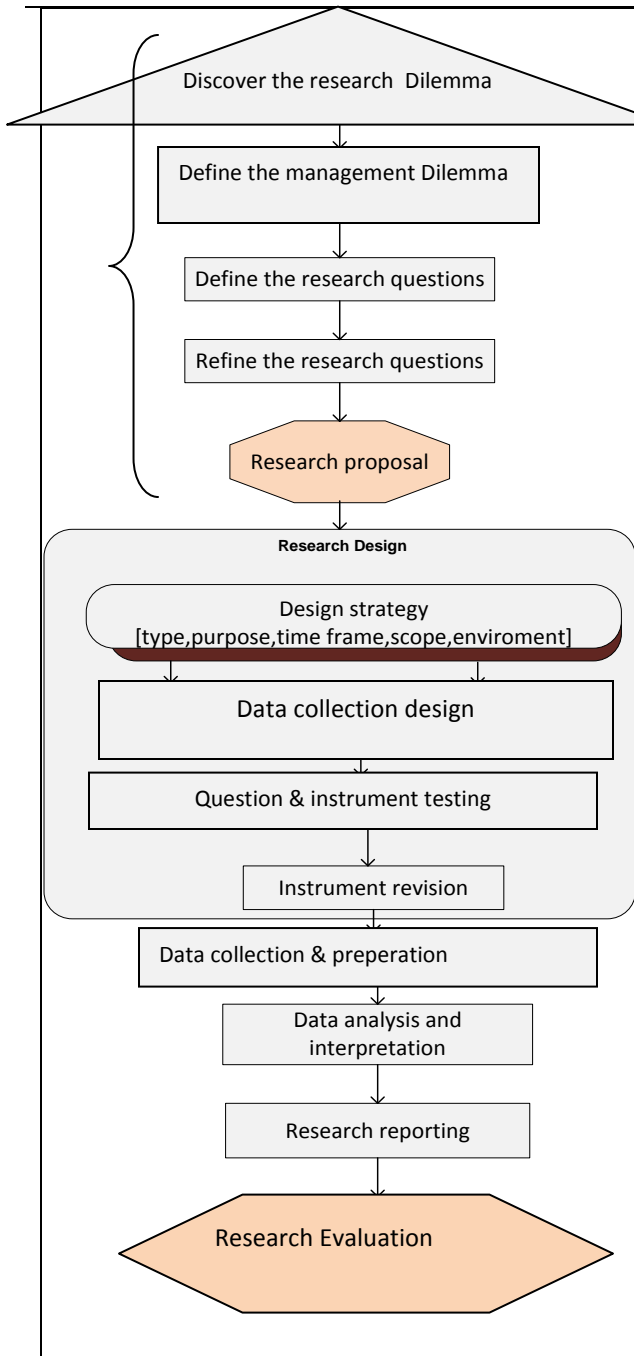 Discover the research Dilemma
Define the management Dilemma
Define the research questions
Refine the research questions
Research proposal
Research Design
Design strategy
[type,purpose,time frame,scope,enviroment]
Data collection design
Question & instrument testing
Instrument revision
Data collection & preperation
Data analysis and
interpretation
Research reporting
Research Evaluation